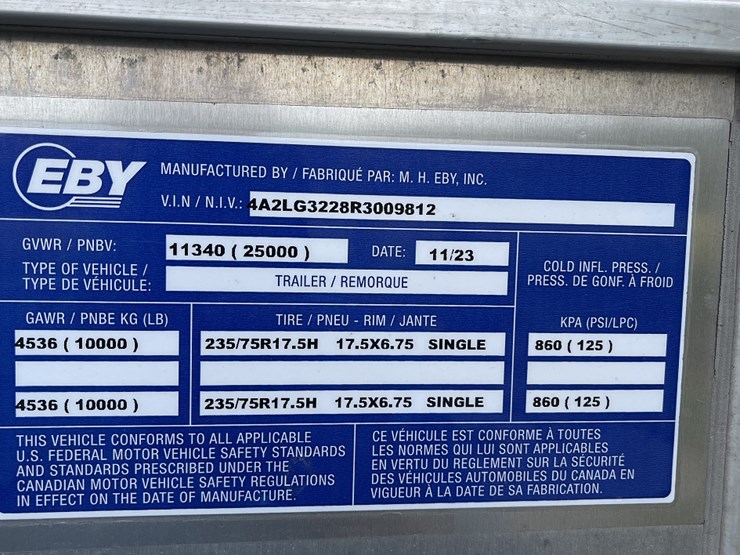 EBY
MANUFACTURED BY / FABRIQUÉ PAR: M. H. EBY, INC.
V.I.N / N.I.V.: 4A2LG3228R3009812
GVWR / PNBV: 11340 ( 25000 ) DATE: 11/23
TYPE OF VEHICLE /
TYPE DE VÉHICULE: TRAILER / REMORQUE
COLD INFL. PRESS. /
PRESS. DE GONF. À FROID
GAWR / PNBE KG (LB) TIRE / PNEU - RIM / JANTE KPA (PSI/LPC)
4536 ( 10000 ) 235/75R17.5H 17.5X6.75 SINGLE 860 ( 125 )
4536 ( 10000 ) 235/75R17.5H 17.5X6.75 SINGLE 860 ( 125 )
THIS VEHICLE CONFORMS TO ALL APPLICABLE
U.S. FEDERAL MOTOR VEHICLE SAFETY STANDARDS
AND STANDARDS PRESCRIBED UNDER THE
CANADIAN MOTOR VEHICLE SAFETY REGULATIONS
IN EFFECT ON THE DATE OF MANUFACTURE.
CE VÉHICULE EST CONFORME À TOUTES
LES NORMES QUI LUI SONT APPLICABLES
EN VERTU DU REGLEMENT SUR LA SÉCURITÉ
DES VÉHICULES AUTOMOBILES DU CANADA EN
VIGUEUR À LA DATE DE SA FABRICATION.